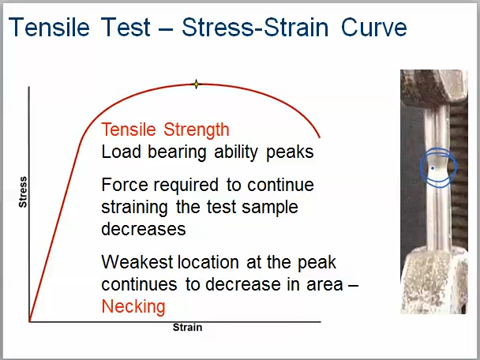 Tensile Test – Stress-Strain Curve
Tensile Strength
Load bearing ability peaks
Force required to continue
straining the test sample
decreases
Weakest location at the peak
continues to decrease in area –
Necking
Stress
Strain